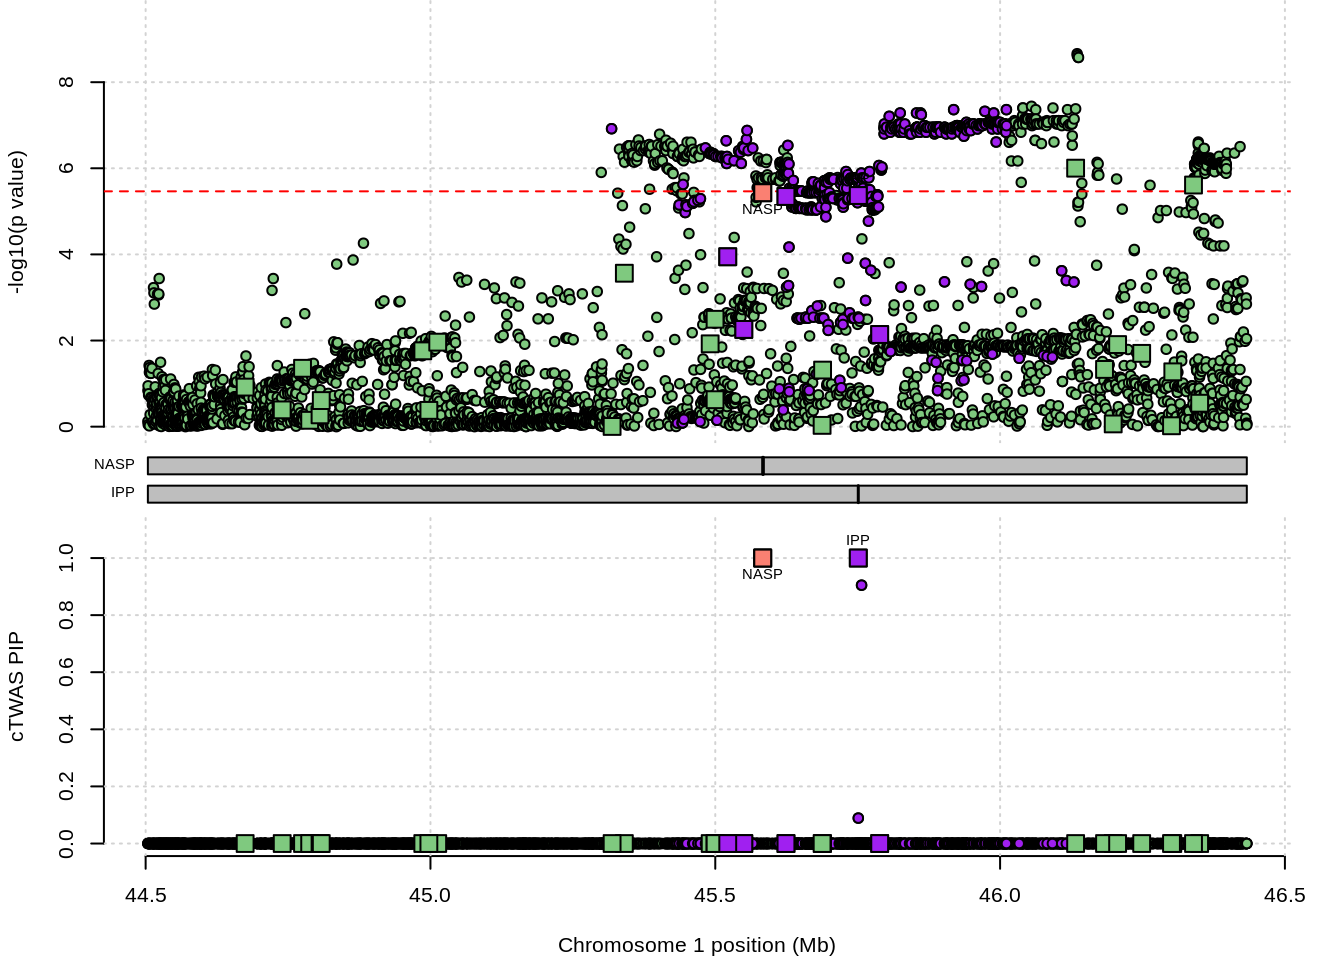 8
6
4
2
0
-log10(p value)
NASP
NASP
IPP
1.0
0.8
0.6
0.4
0.2
0.0
cTWAS PIP
IPP
NASP
44.5 45.0 45.5 46.0 46.5
Chromosome 1 position (Mb)